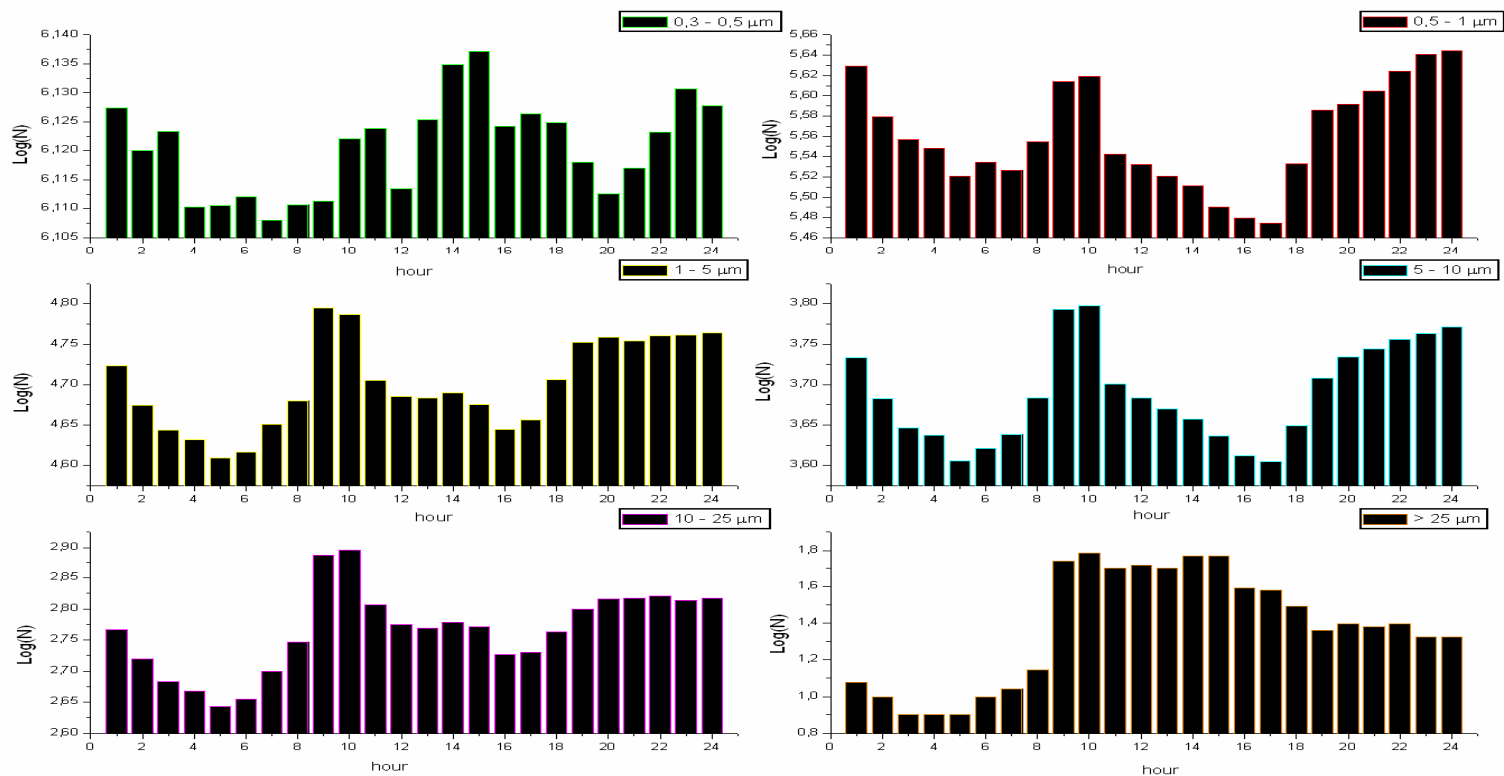 0,3 - 0,5 µm
6,140
6,135
6,130
6,125
6,120
6,115
6,110
6,105
Log(N)
0 2 4 6 8 10 12 14 16 18 20 22 24
hour
0,5 - 1 µm
5,66
5,64
5,62
5,60
5,58
5,56
5,54
5,52
5,50
5,48
5,46
Log(N)
0 2 4 6 8 10 12 14 16 18 20 22 24
hour
1 - 5 µm
4,80
4,75
4,70
4,65
4,60
Log(N)
0 2 4 6 8 10 12 14 16 18 20 22 24
hour
5 - 10 µm
3,80
3,75
3,70
3,65
3,60
Log(N)
0 2 4 6 8 10 12 14 16 18 20 22 24
hour
10 - 25 µm
2,90
2,85
2,80
2,75
2,70
2,65
2,60
Log(N)
0 2 4 6 8 10 12 14 16 18 20 22 24
hour
> 25 µm
1,8
1,6
1,4
1,2
1,0
0,8
Log(N)
0 2 4 6 8 10 12 14 16 18 20 22 24
hour